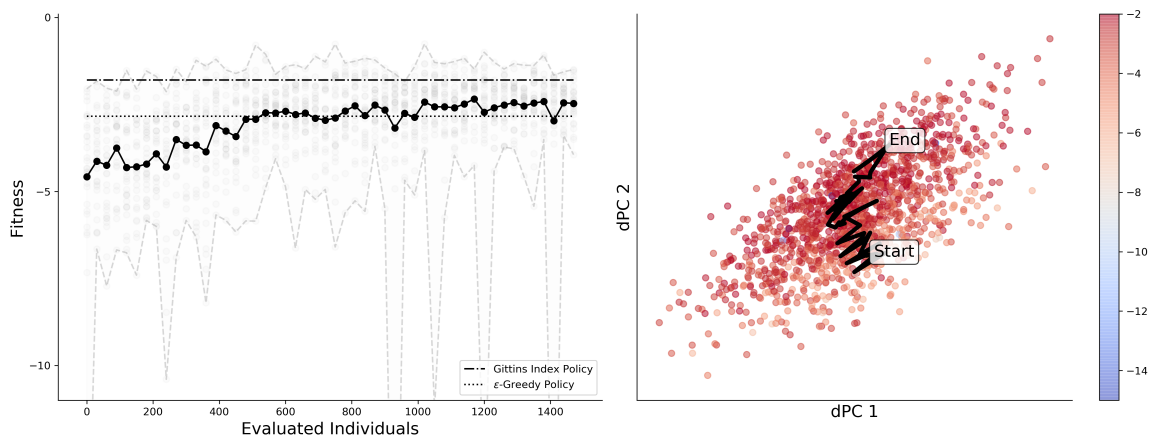 0
−5
−10
Fitness
0
200
400
600
800
1000
1200
1400
Evaluated Individuals
Gittins Index Policy
ε-Greedy Policy
dPC 2
End
Start
dPC 1
−2
−4
−6
−8
−10
−12
−14